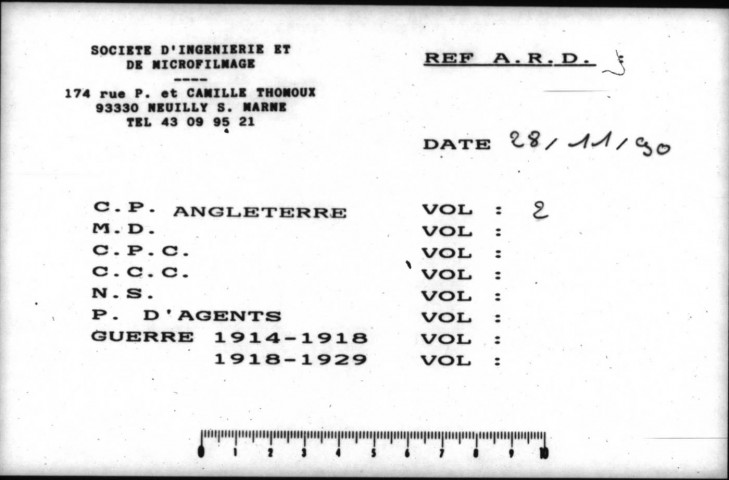 SOCIETE D'INGENIERIE ET
DE MICROFILMAGE
----
174 rue P. et CAMILLE THOMOUX
93330 NEUILLY S. MARNE
TEL 43 09 95 21
REF A.R.D. :
DATE 28/11/90
C.P. ANGLETERRE VOL : 2
M.D. VOL :
C.P.C. VOL :
C.C.C. VOL :
N.S. VOL :
P. D'AGENTS VOL :
GUERRE 1914-1918 VOL :
1918-1929 VOL :
0 1 2 3 4 5 6 7 8 9 10